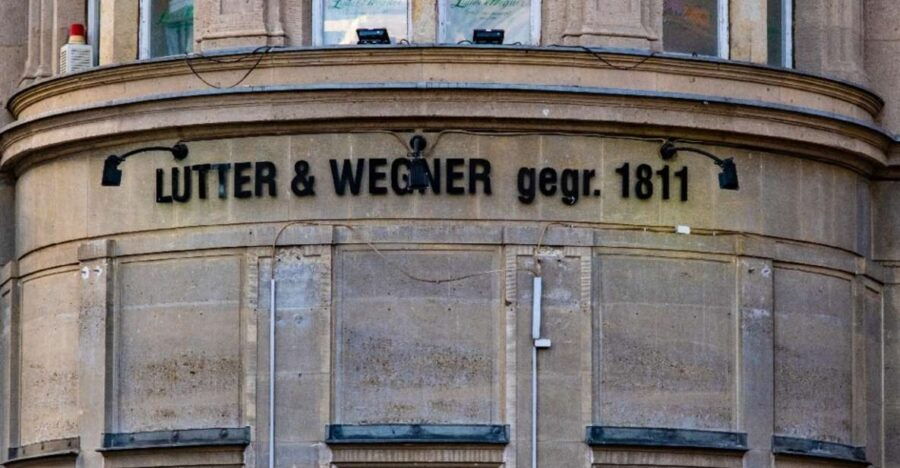 LUTTER & WEGNER gegr. 1811